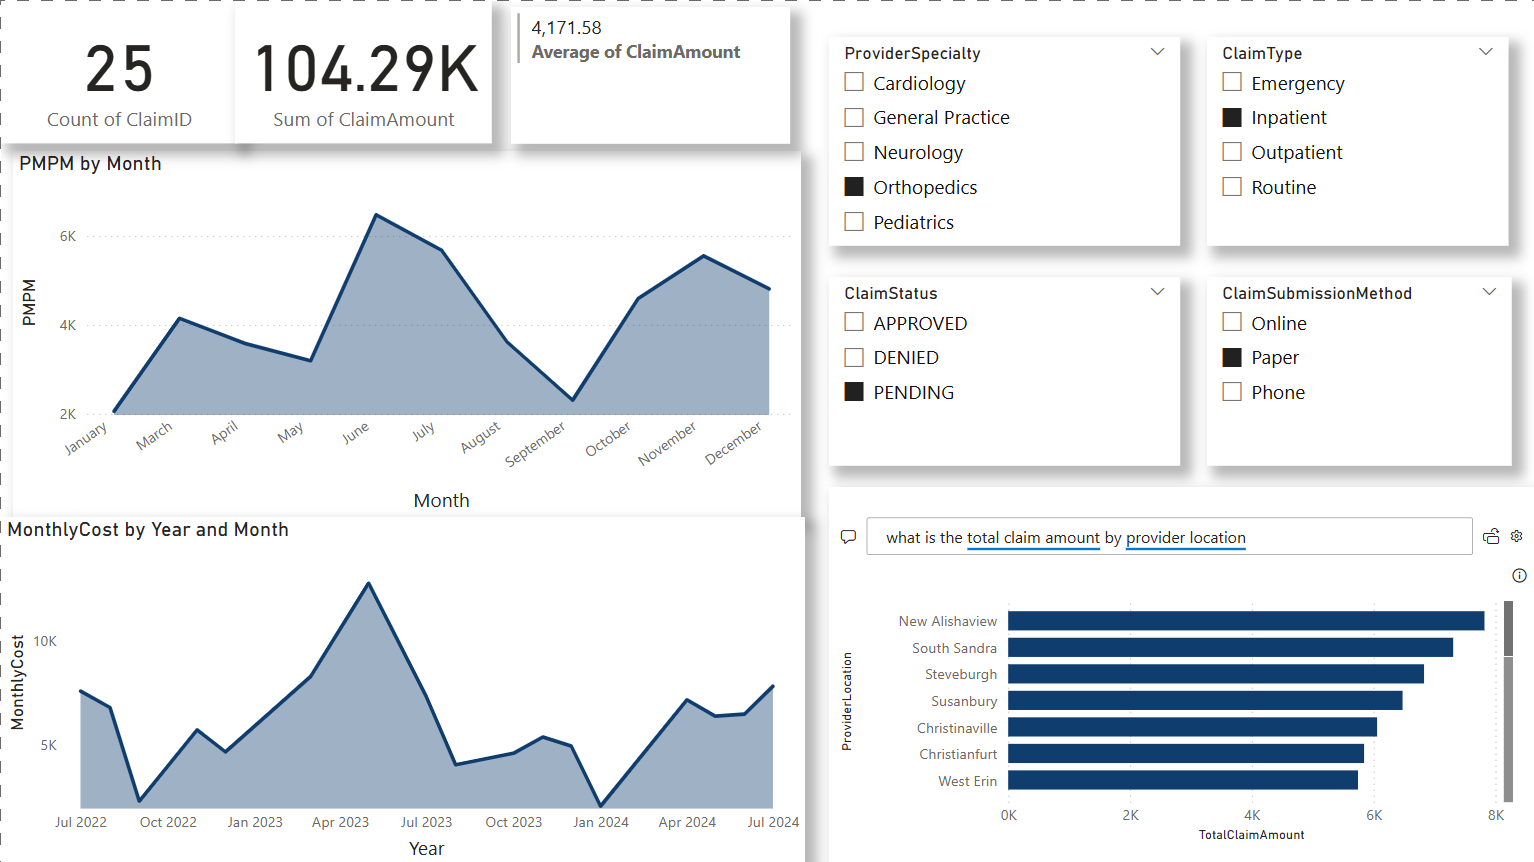 25
Count of ClaimID
104.29K
Sum of ClaimAmount
4,171.58
Average of ClaimAmount
ProviderSpecialty
Cardiology
General Practice
Neurology
Orthopedics
Pediatrics
ClaimType
Emergency
Inpatient
Outpatient
Routine
PMPM by Month
PMPM
6K
4K
2K
January
March
April
May
June
July
August
September
October
November
December
Month
ClaimStatus
APPROVED
DENIED
PENDING
ClaimSubmissionMethod
Online
Paper
Phone
MonthlyCost by Year and Month
MonthlyCost
10K
5K
Jul 2022
Oct 2022
Jan 2023
Apr 2023
Jul 2023
Oct 2023
Jan 2024
Apr 2024
Jul 2024
Year
what is the total claim amount by provider location
ProviderLocation
New Alishaview
South Sandra
Steveburgh
Susanbury
Christinaville
Christianfurt
West Erin
0K
2K
4K
6K
8K
TotalClaimAmount